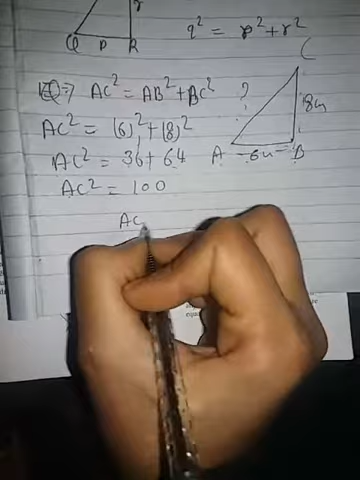 r
Q P R
q² = p² + r²
C
⇒ AC² = AB² + BC²
?
8cm
AC² = (6)² + (8)²
AC² = 36 + 64
A - 6cm - B
AC² = 100
AC